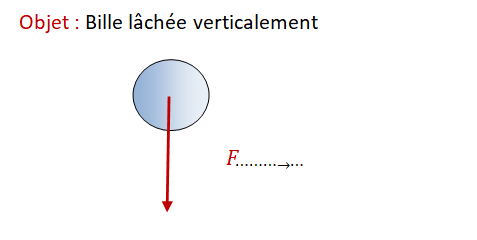 Objet : Bille lâchée verticalement
F.........→...